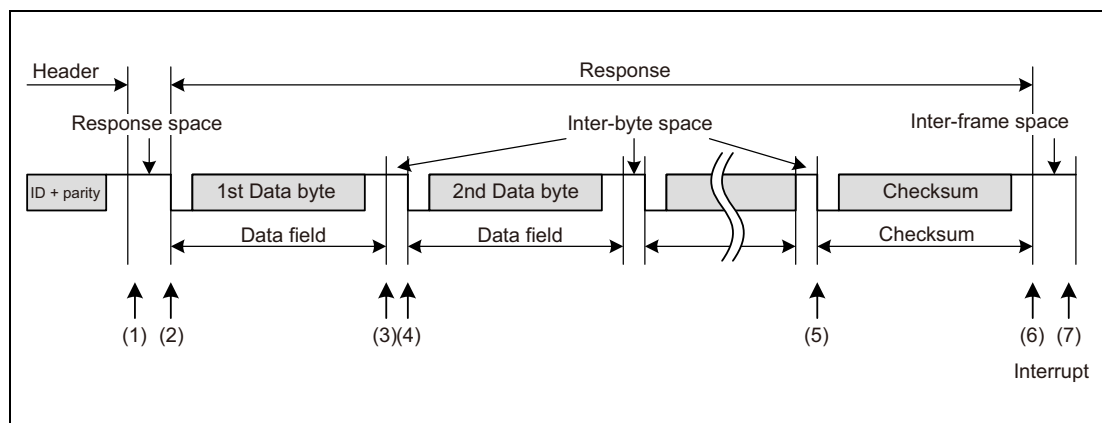 Header
Response
Response space
Inter-byte space
Inter-frame space
ID + parity
1st Data byte
2nd Data byte
Checksum
Data field
Data field
Checksum
(1)
(2)
(3)
(4)
(5)
(6)
(7)
Interrupt